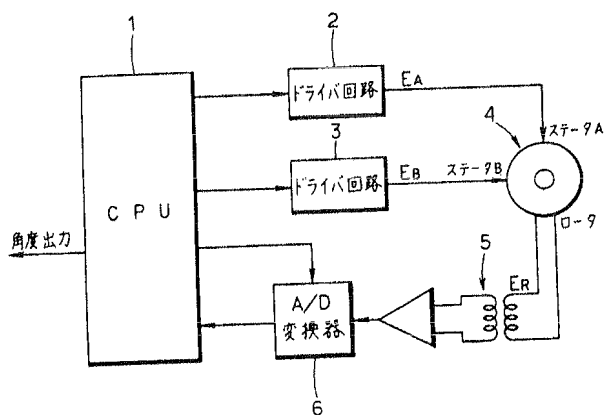 1
2
ドライバ回路
EA
3
ドライバ回路
EB
ステータB
4
ステータA
ロータ
CPU
角度出力
A/D
変換器
6
5
ER